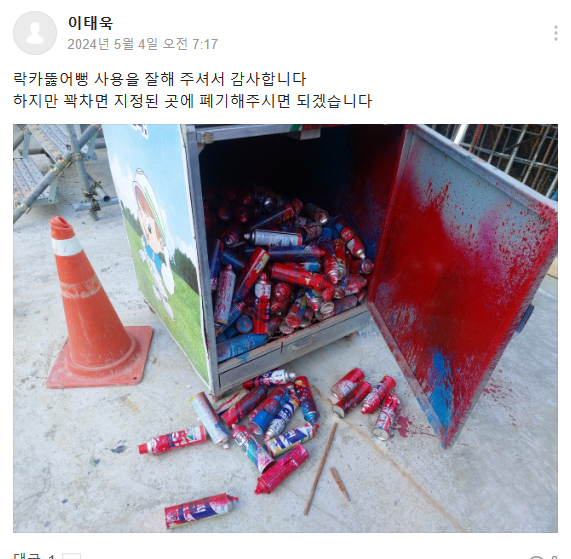 이태욱
2024년 5월 4일 오전 7:17
락카뚫어뻥 사용을 잘해 주셔서 감사합니다
하지만 꽉차면 지정된 곳에 폐기해주시면 되겠습니다